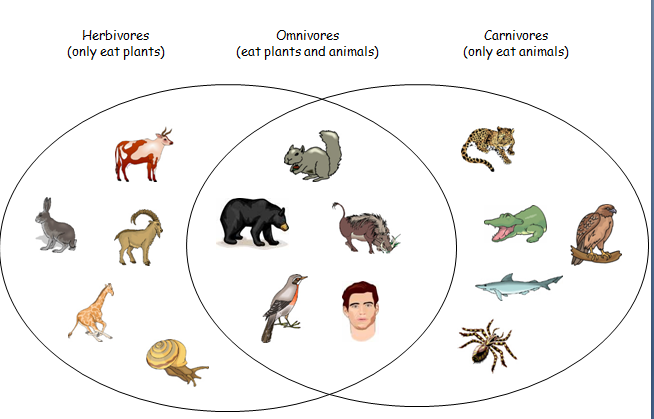 Herbivores
(only eat plants)
Omnivores
(eat plants and animals)
Carnivores
(only eat animals)